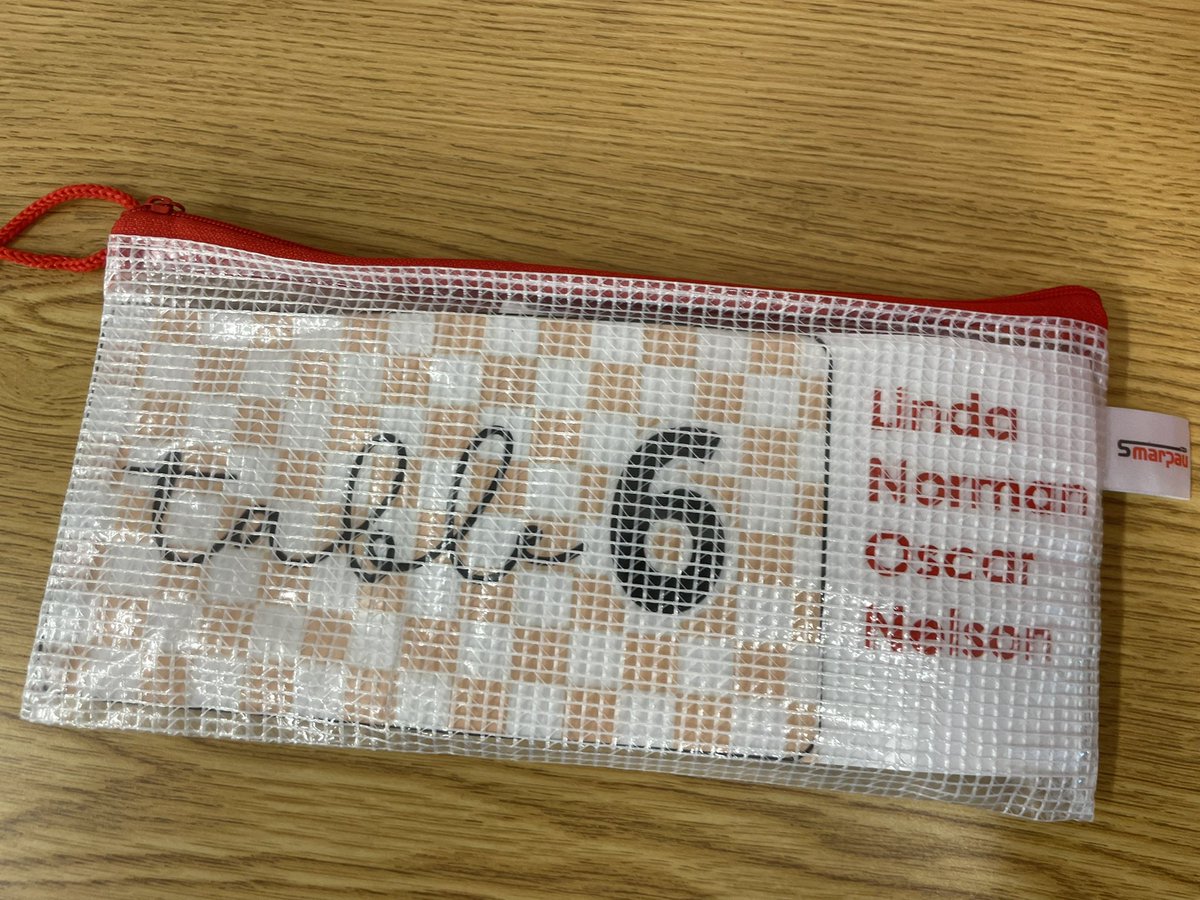 table 6
Linda
Norman
Oscar
Nelson
Smarpau